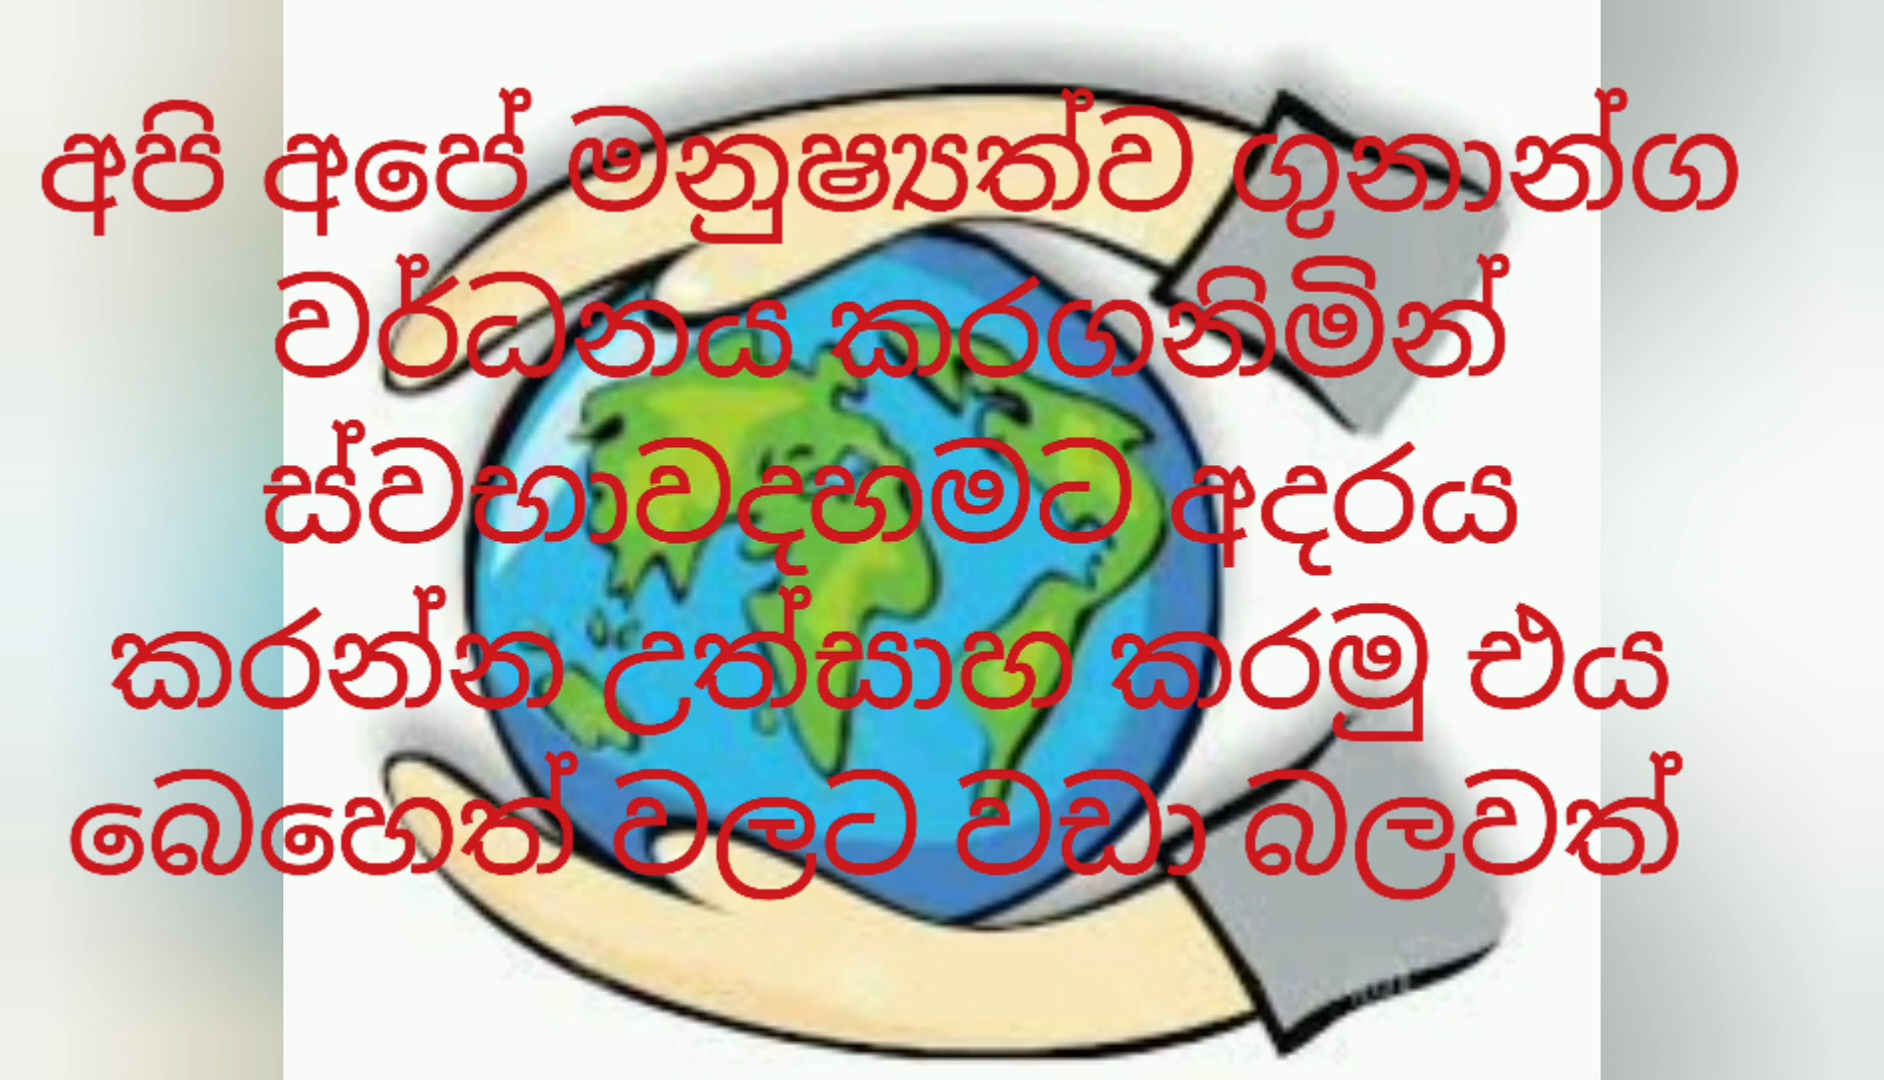 අපි අපේ මනුෂ්‍යත්ව ගුනාන්ග
වර්ධනය කරගනිමින්
ස්වභාවදහමට අදරය
කරන්න උත්සාහ කරමු එය
බෙහෙත් වලට වඩා බලවත්